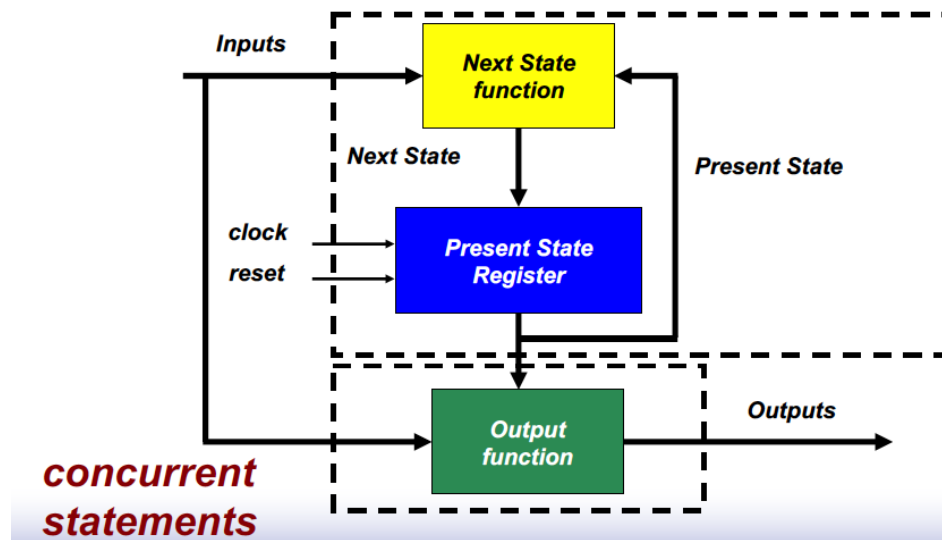 Inputs
Next State
function
Next State
Present State
clock
reset
Present State
Register
Output
function
Outputs
concurrent
statements